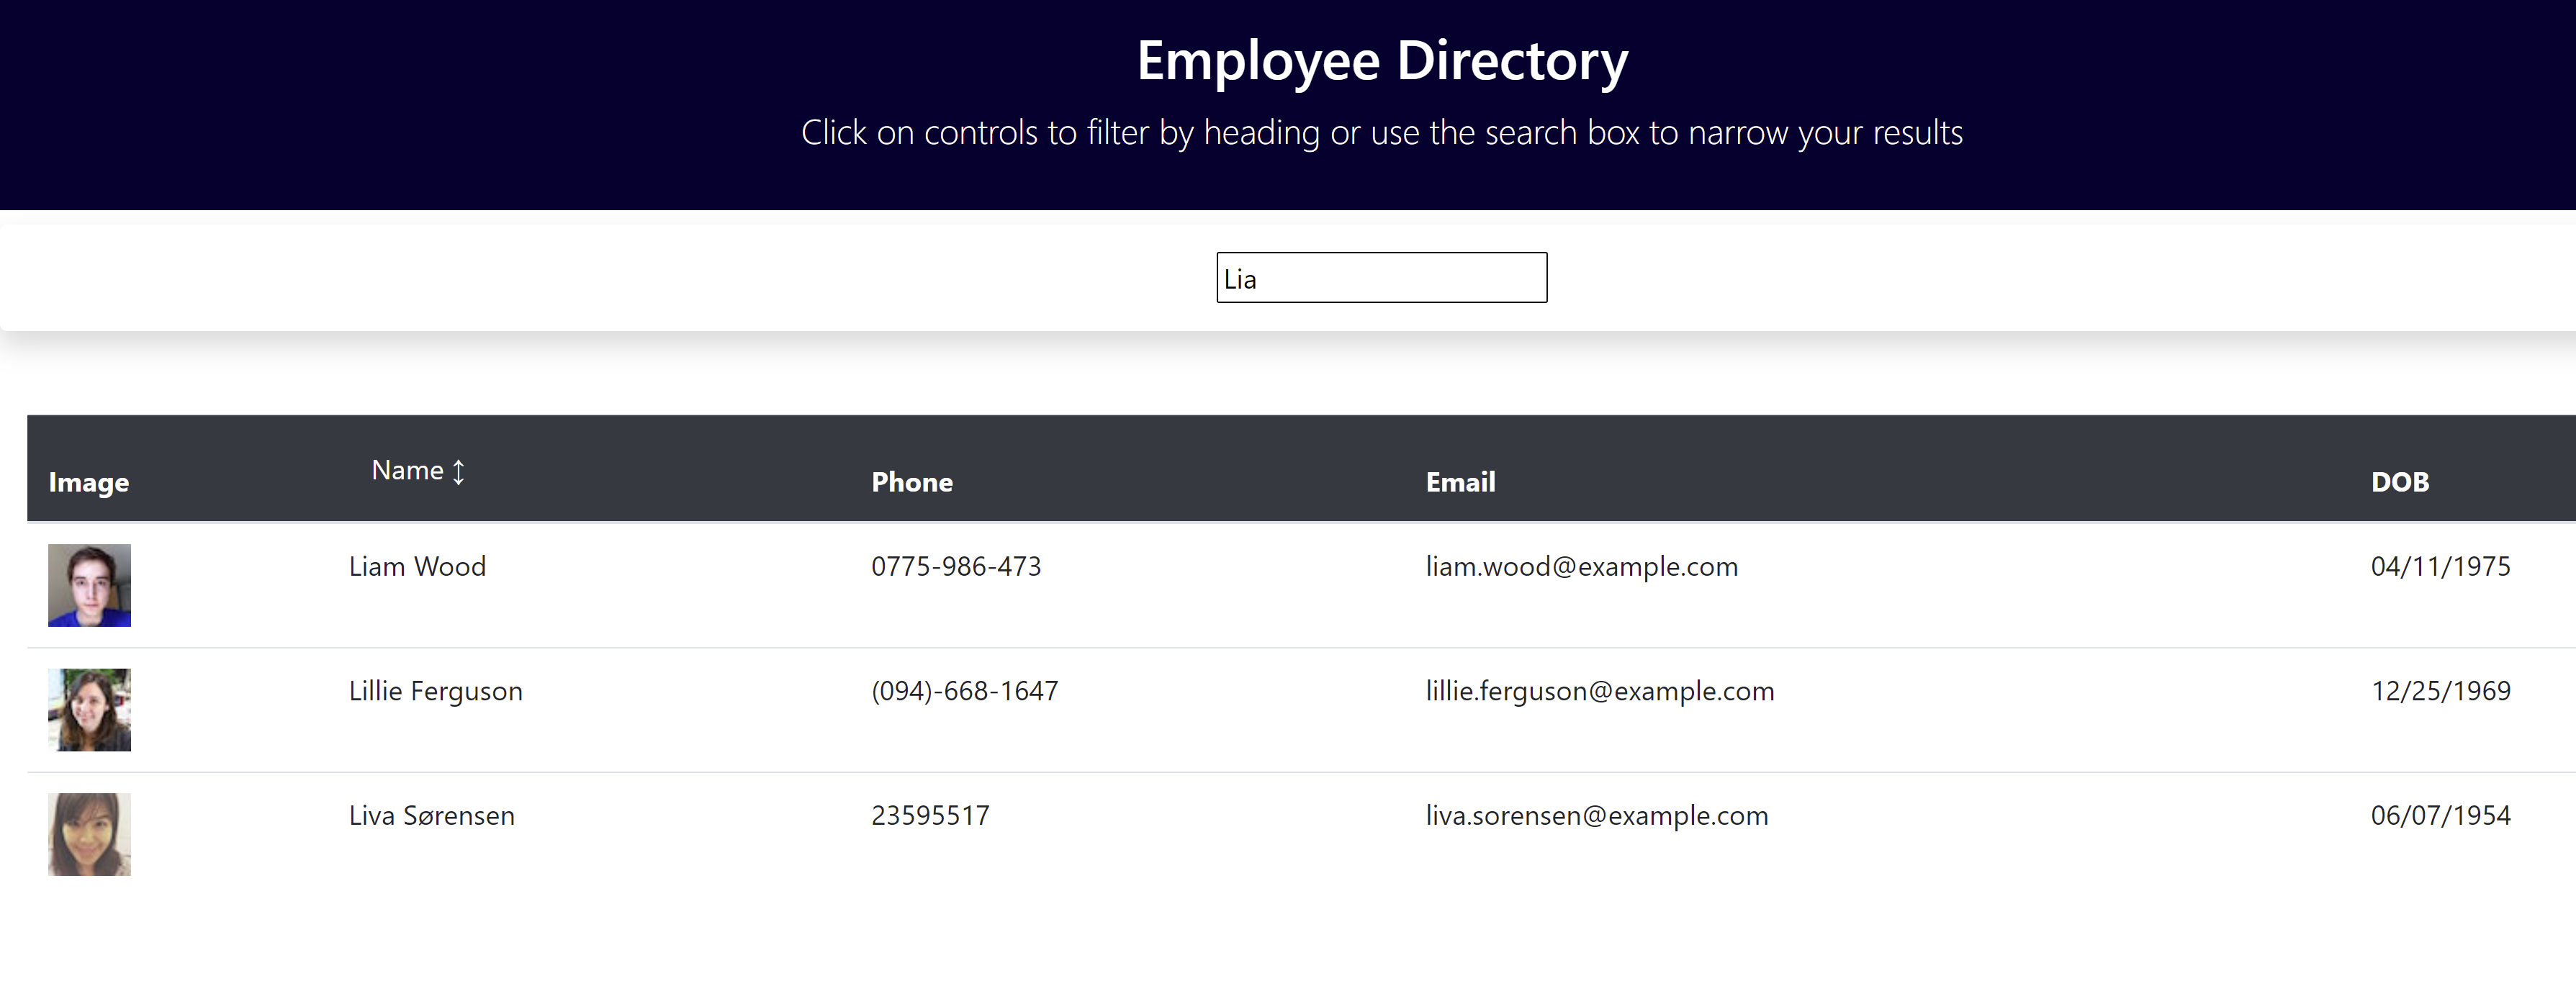 Employee Directory
Click on controls to filter by heading or use the search box to narrow your results
Lia
Image Name ↕ Phone Email DOB
Liam Wood 0775-986-473 liam.wood@example.com 04/11/1975
Lillie Ferguson (094)-668-1647 lillie.ferguson@example.com 12/25/1969
Liva Sørensen 23595517 liva.sorensen@example.com 06/07/1954